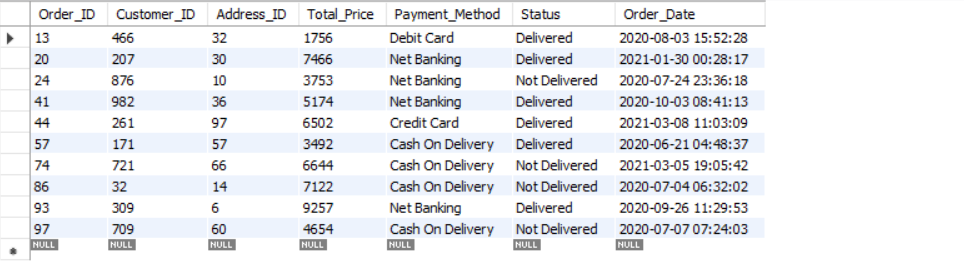 Order_ID Customer_ID Address_ID Total_Price Payment_Method Status Order_Date
13 466 32 1756 Debit Card Delivered 2020-08-03 15:52:28
20 207 30 7466 Net Banking Delivered 2021-01-30 00:28:17
24 876 10 3753 Net Banking Not Delivered 2020-07-24 23:36:18
41 982 36 5174 Net Banking Delivered 2020-10-03 08:41:13
44 261 97 6502 Credit Card Delivered 2021-03-08 11:03:09
57 171 57 3492 Cash On Delivery Delivered 2020-06-21 04:48:37
74 721 66 6644 Cash On Delivery Not Delivered 2021-03-05 19:05:42
86 32 14 7122 Cash On Delivery Not Delivered 2020-07-04 06:32:02
93 309 6 9257 Net Banking Delivered 2020-09-26 11:29:53
97 709 60 4654 Cash On Delivery Not Delivered 2020-07-07 07:24:03
NULL NULL NULL NULL NULL NULL NULL